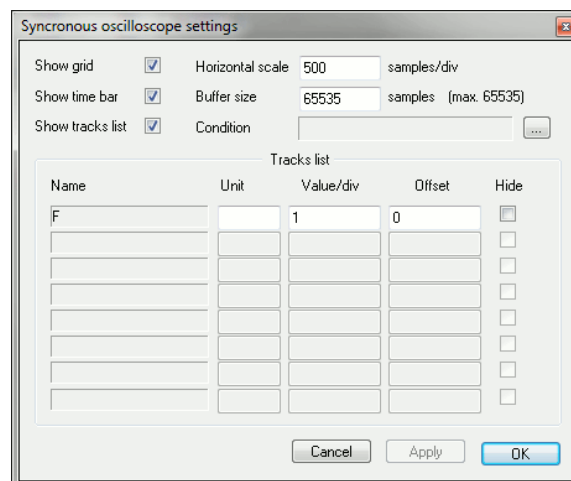 Syncronous oscilloscope settings
Show grid Horizontal scale 500 samples/div
Show time bar Buffer size 65535 samples (max. 65535)
Show tracks list Condition ...
Tracks list
Name Unit Value/div Offset Hide
F 1 0
Cancel Apply OK